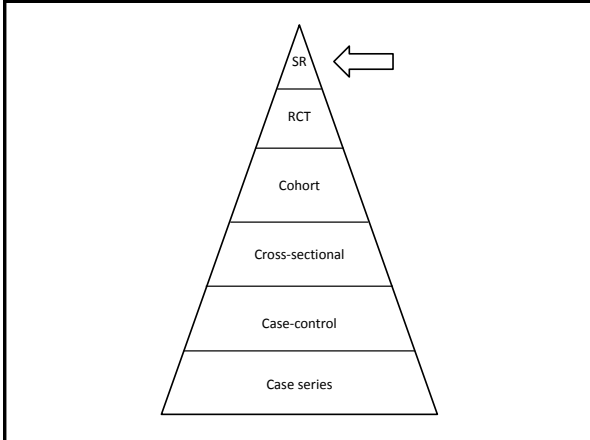 SR
RCT
Cohort
Cross-sectional
Case-control
Case series